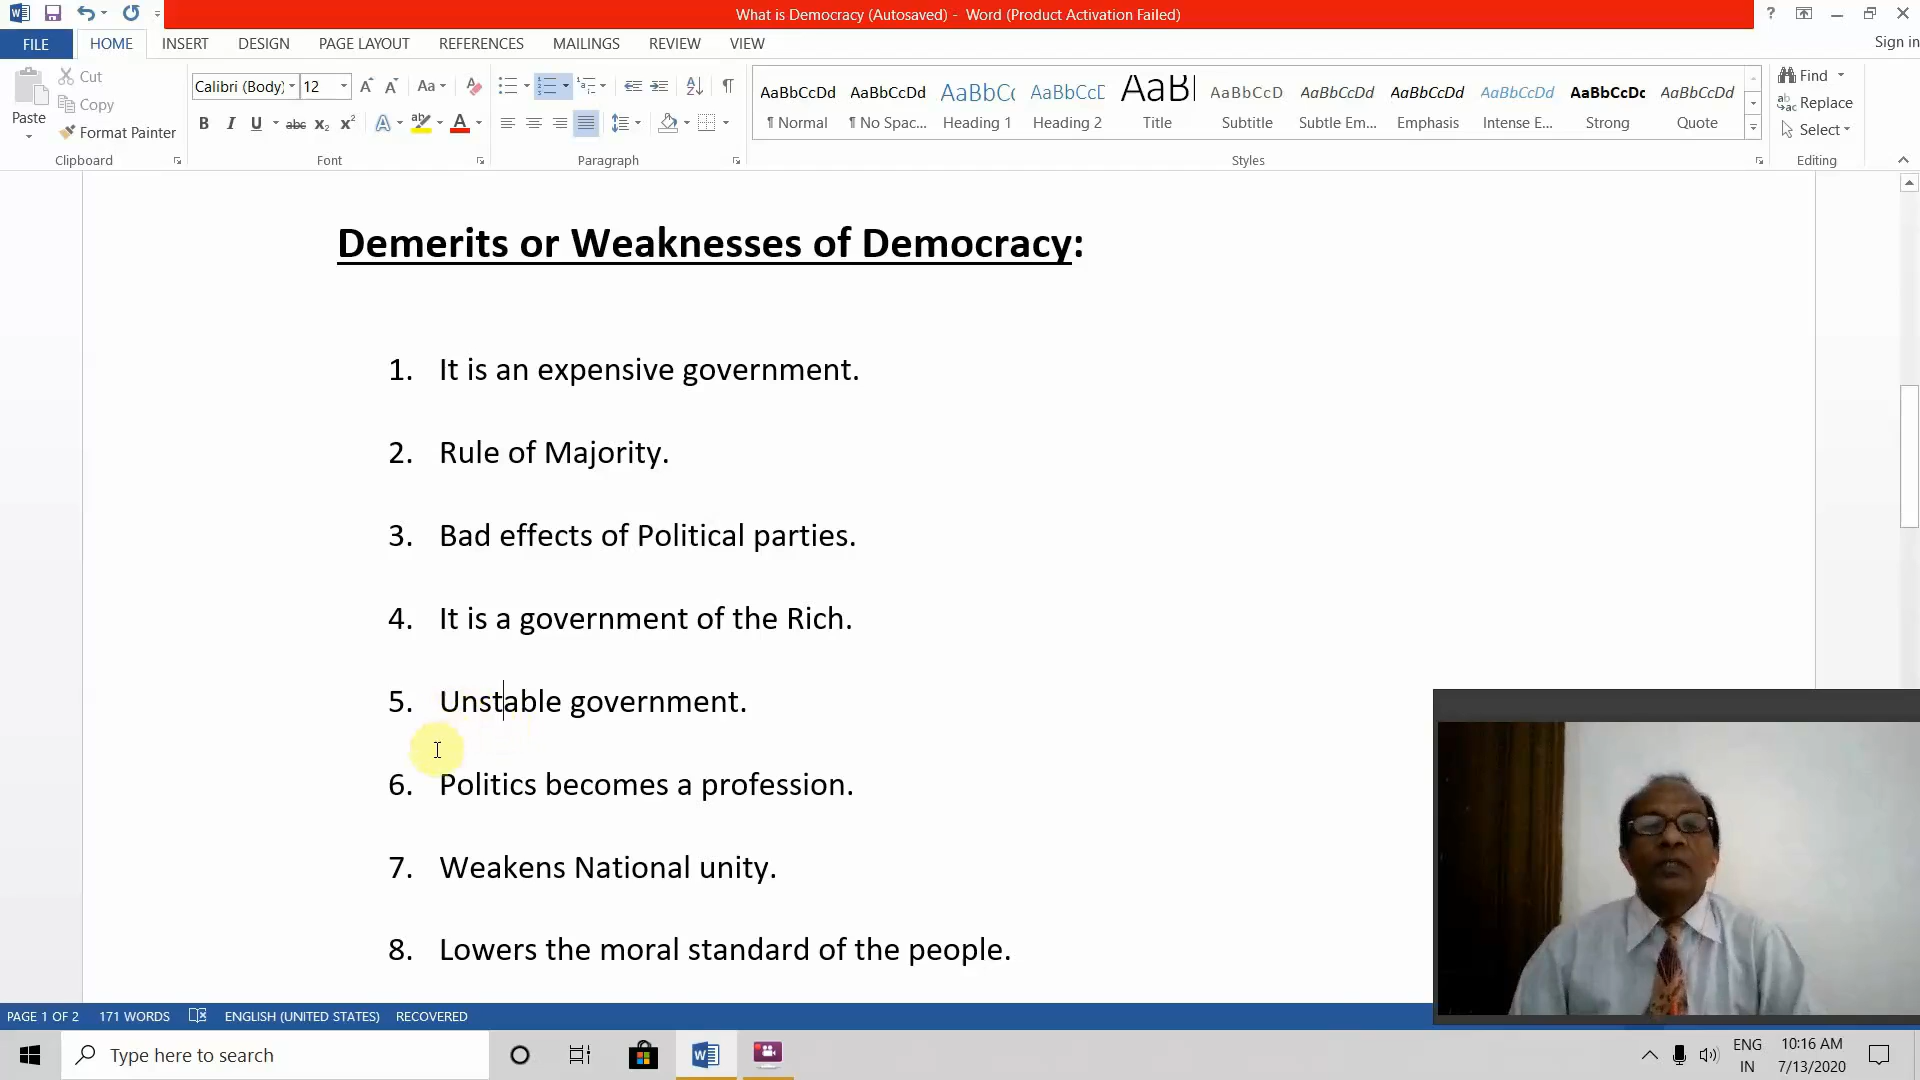 What is Democracy (Autosaved) - Word (Product Activation Failed)
?
FILE HOME INSERT DESIGN PAGE LAYOUT REFERENCES MAILINGS REVIEW VIEW Sign in
Paste
Cut
Copy
Format Painter
Clipboard
Calibri (Body) 12
Font
Paragraph
AaBbCcDd AaBbCcDd AaBbC AaBbCcD AaB AaBbCcD AaBbCcDd AaBbCcDd AaBbCcDd AaBbCcDc AaBbCcDd
¶ Normal ¶ No Spac... Heading 1 Heading 2 Title Subtitle Subtle Em... Emphasis Intense E... Strong Quote
Styles
Find
Replace
Select
Editing
Demerits or Weaknesses of Democracy:
1. It is an expensive government.
2. Rule of Majority.
3. Bad effects of Political parties.
4. It is a government of the Rich.
5. Unstable government.
6. Politics becomes a profession.
7. Weakens National unity.
8. Lowers the moral standard of the people.
PAGE 1 OF 2 171 WORDS ENGLISH (UNITED STATES) RECOVERED
Type here to search
ENG
IN
10:16 AM
7/13/2020